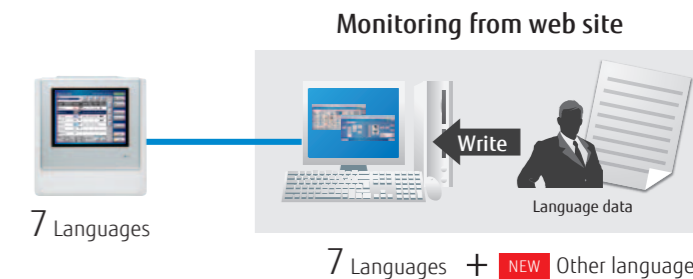 Monitoring from web site
Write
Language data
7 Languages
7 Languages + NEW Other language